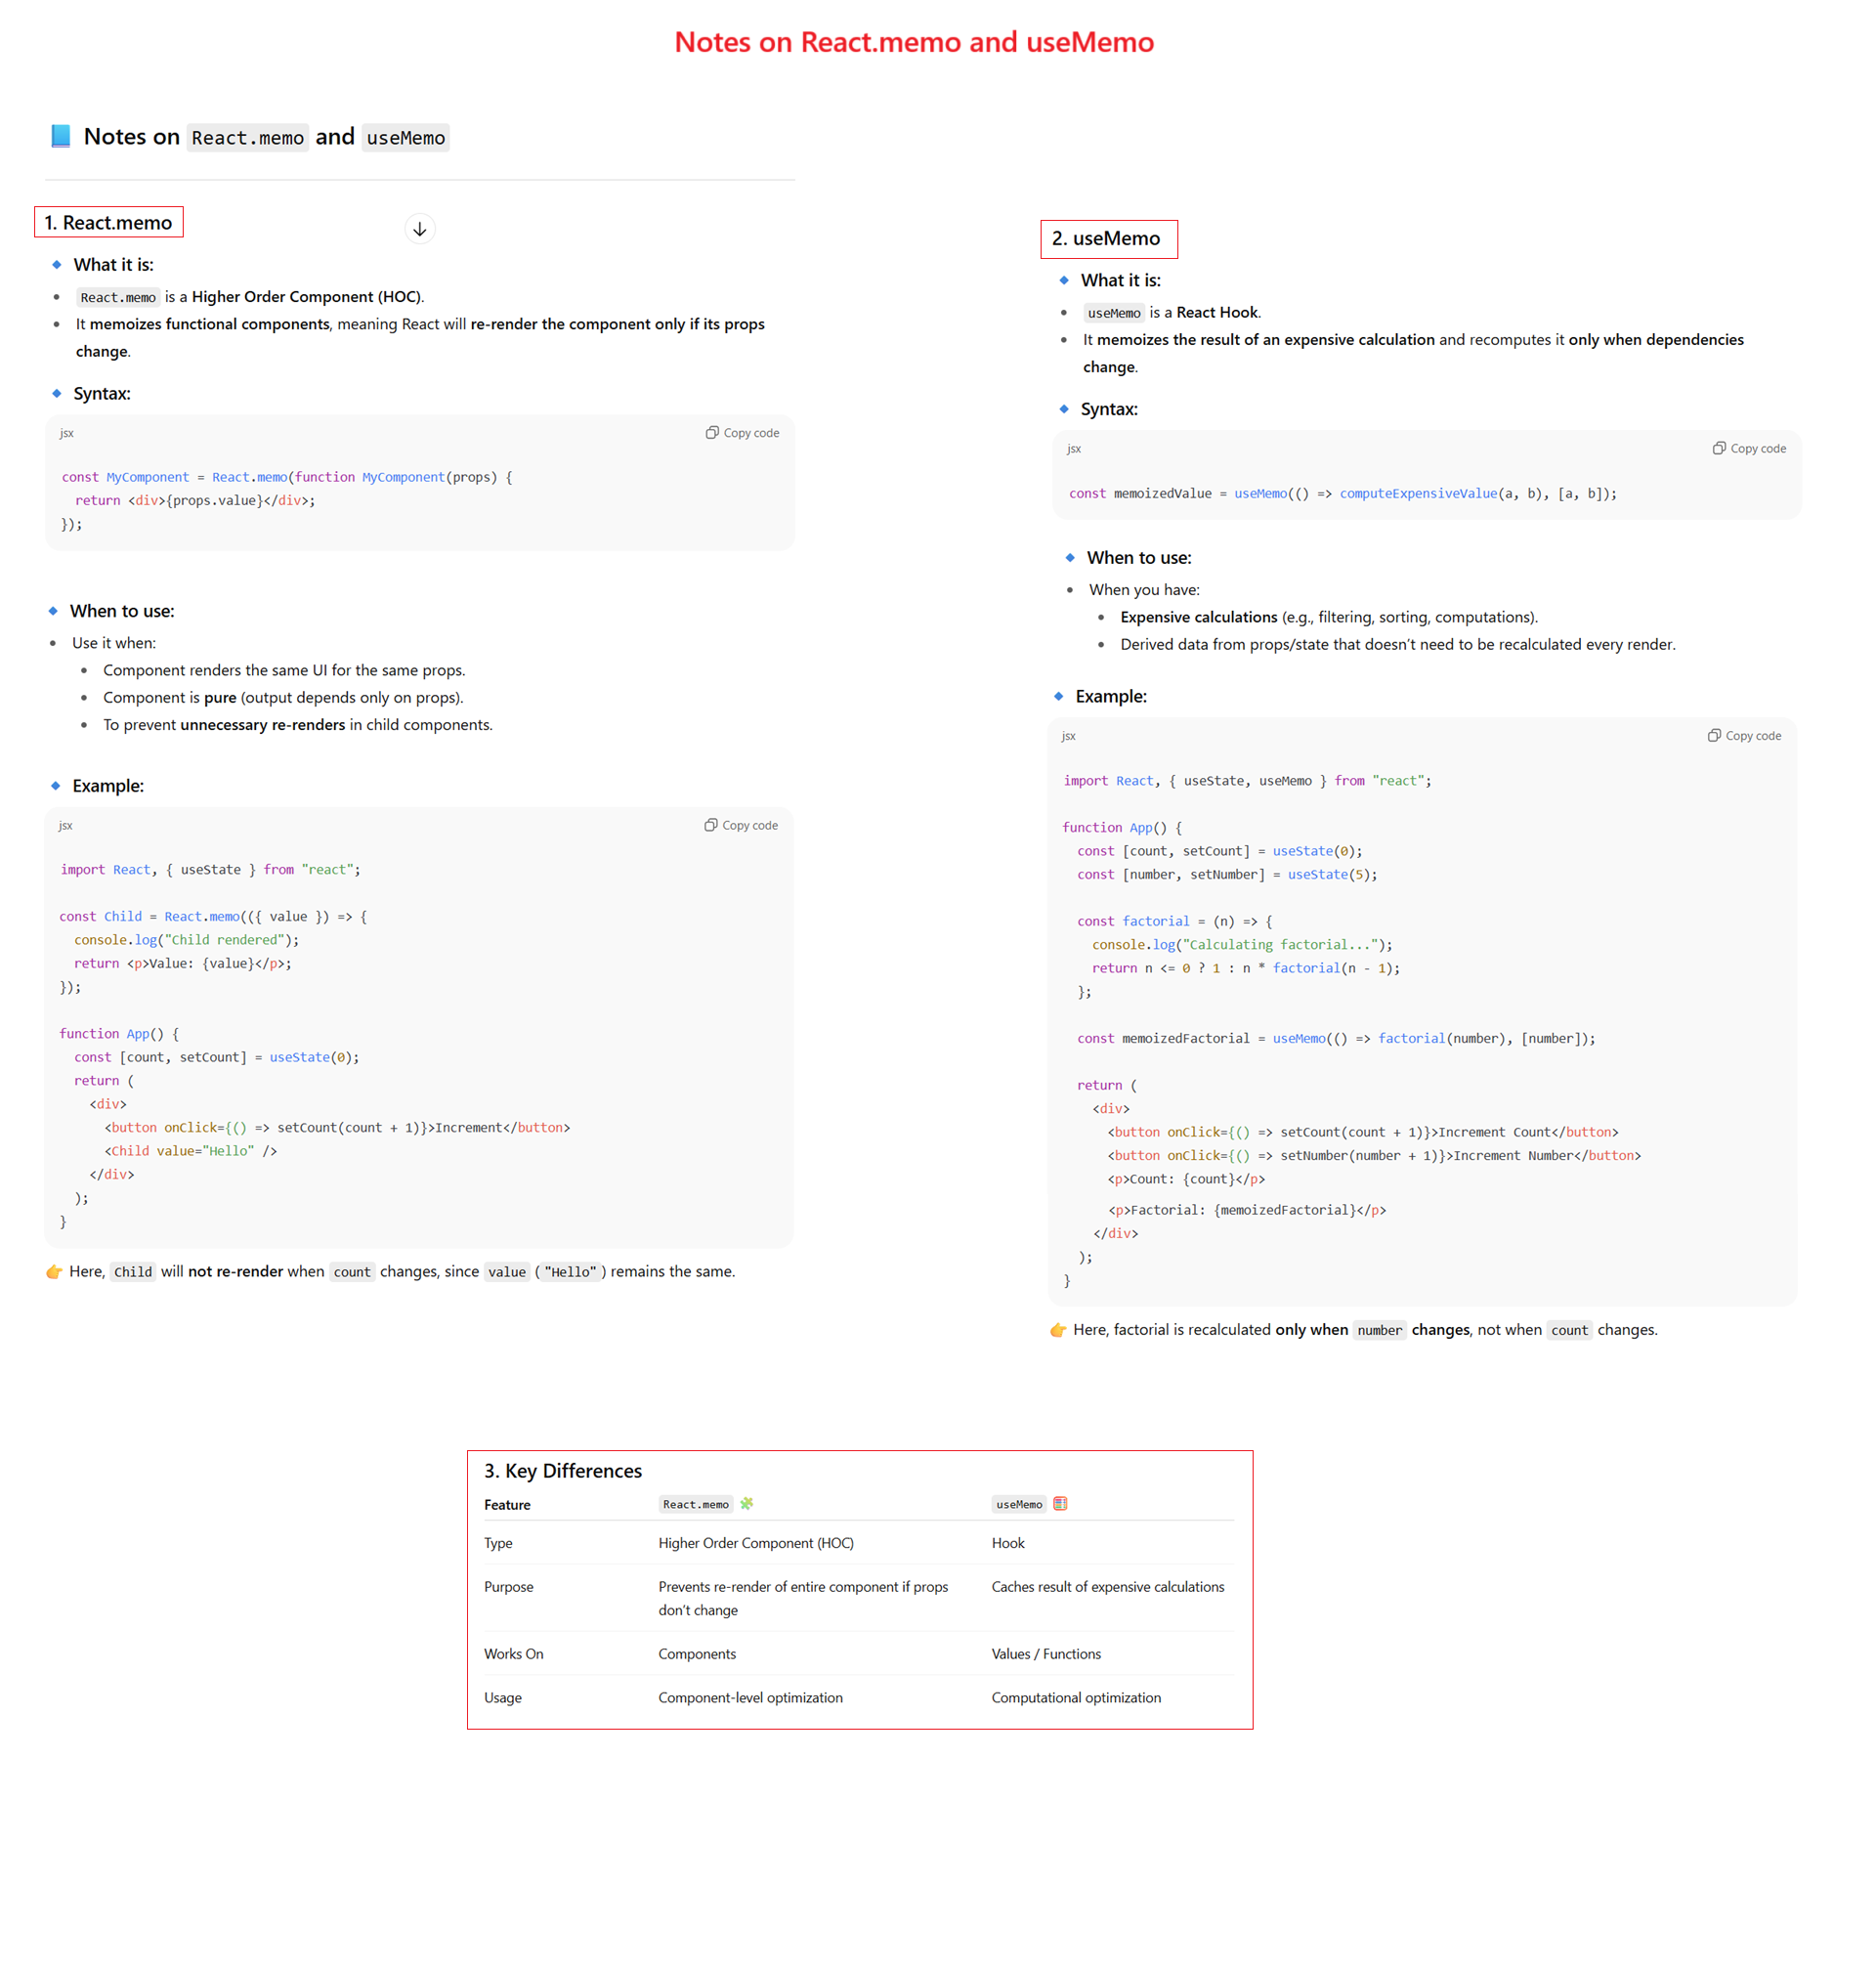 Notes on React.memo and useMemo
📘 Notes on React.memo and useMemo
1. React.memo
🔹 What it is:
• React.memo is a Higher Order Component (HOC).
• It memoizes functional components, meaning React will re-render the component only if its props
change.
🔹 Syntax:
jsx
Copy code
const MyComponent = React.memo(function MyComponent(props) {
  return <div>{props.value}</div>;
});
🔹 When to use:
• Use it when:
• Component renders the same UI for the same props.
• Component is pure (output depends only on props).
• To prevent unnecessary re-renders in child components.
🔹 Example:
jsx
Copy code
import React, { useState } from "react";
const Child = React.memo(({ value }) => {
  console.log("Child rendered");
  return <p>Value: {value}</p>;
});
function App() {
  const [count, setCount] = useState(0);
  return (
    <div>
      <button onClick={() => setCount(count + 1)}>Increment</button>
      <Child value="Hello" />
    </div>
  );
}
👉 Here, Child will not re-render when count changes, since value ("Hello") remains the same.
2. useMemo
🔹 What it is:
• useMemo is a React Hook.
• It memoizes the result of an expensive calculation and recomputes it only when dependencies
change.
🔹 Syntax:
jsx
Copy code
const memoizedValue = useMemo(() => computeExpensiveValue(a, b), [a, b]);
🔹 When to use:
• When you have:
• Expensive calculations (e.g., filtering, sorting, computations).
• Derived data from props/state that doesn’t need to be recalculated every render.
🔹 Example:
jsx
Copy code
import React, { useState, useMemo } from "react";
function App() {
  const [count, setCount] = useState(0);
  const [number, setNumber] = useState(5);
  const factorial = (n) => {
    console.log("Calculating factorial...");
    return n <= 0 ? 1 : n * factorial(n - 1);
  };
  const memoizedFactorial = useMemo(() => factorial(number), [number]);
  return (
    <div>
      <button onClick={() => setCount(count + 1)}>Increment Count</button>
      <button onClick={() => setNumber(number + 1)}>Increment Number</button>
      <p>Count: {count}</p>
      <p>Factorial: {memoizedFactorial}</p>
    </div>
  );
}
👉 Here, factorial is recalculated only when number changes, not when count changes.
3. Key Differences
Feature React.memo 🧩 useMemo 🧮
Type Higher Order Component (HOC) Hook
Purpose Prevents re-render of entire component if props Caches result of expensive calculations
don’t change
Works On Components Values / Functions
Usage Component-level optimization Computational optimization